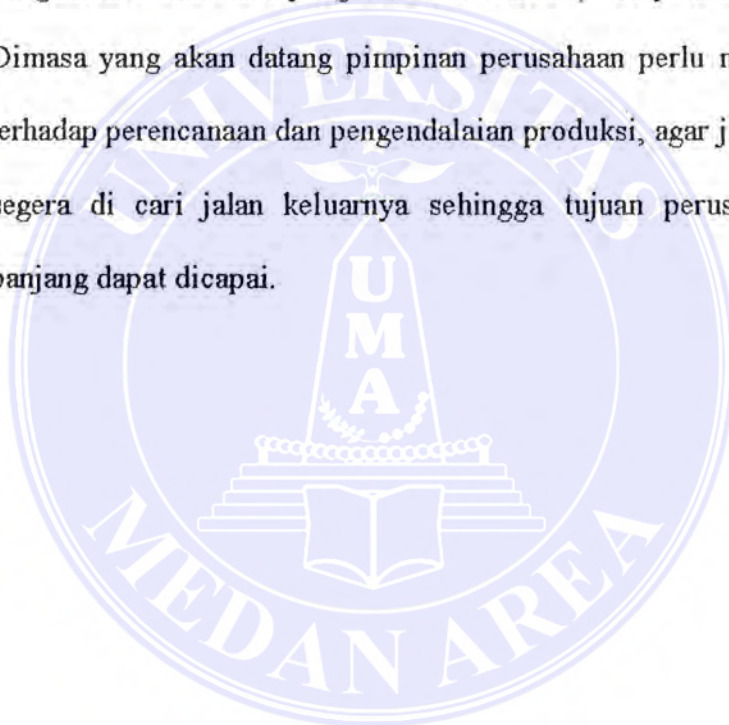 Dimasa yang akan datang pimpinan perusahaan perlu
terhadap perencanaan dan pengendalaian produksi, agar
segera di cari jalan keluarnya sehingga tujuan
panjang dapat dicapai.
UNIVERSITAS
UMA
MEDAN AREA